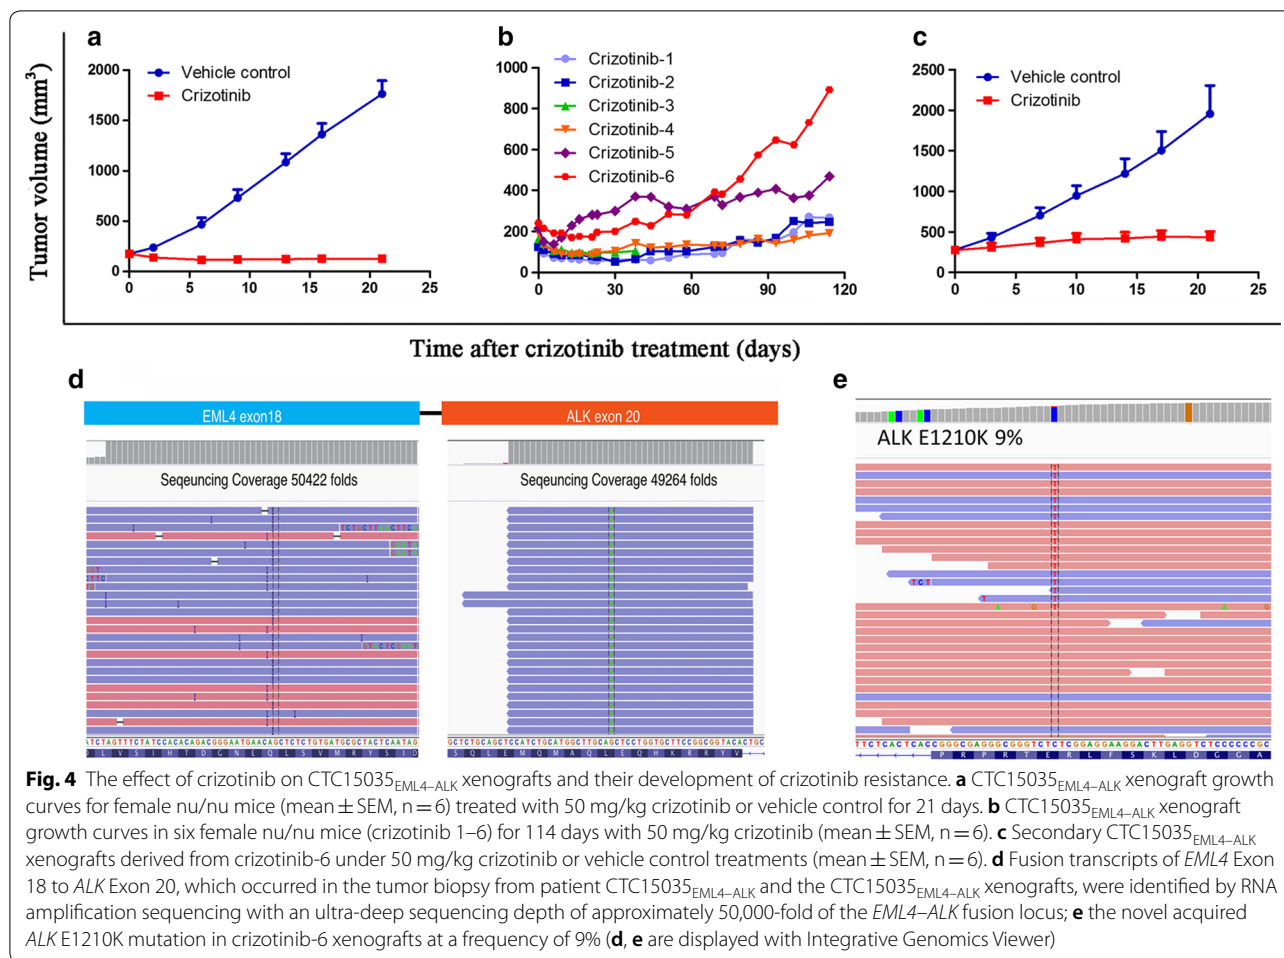 a
b
c
Tumor volume (mm³)
2000
1500
1000
500
0
0 5 10 15 20 25
Vehicle control
Crizotinib
1000
800
600
400
200
0
0 30 60 90 120
Crizotinib-1
Crizotinib-2
Crizotinib-3
Crizotinib-4
Crizotinib-5
Crizotinib-6
2500
2000
1500
1000
500
0
0 5 10 15 20 25
Vehicle control
Crizotinib
Time after crizotinib treatment (days)
d
EML4 exon18
ALK exon 20
Seqeuncing Coverage 50422 folds
Seqeuncing Coverage 49264 folds
L V S I H T D G N E Q L S V M R Y S I D
GCTCTGCAGCTCCATCTGCATGGCTTGCAGCTCCTGGTGCTTCCGGCGGTACACTGC
S Q L E M Q M A Q L E Q H K R R Y V
e
ALK E1210K 9%
T
T C T
T
A G T A G
TTCTCACTCACCGGGCGAGGGCGGGTCTCTCGGAGGAAGGACTTGAGGTCTCCCCCCGC
P R P R T E R L F S K L D G G A
Fig. 4 The effect of crizotinib on CTC15035EML4–ALK xenografts and their development of crizotinib resistance. a CTC15035EML4–ALK xenograft growth
curves for female nu/nu mice (mean ± SEM, n = 6) treated with 50 mg/kg crizotinib or vehicle control for 21 days. b CTC15035EML4–ALK xenograft
growth curves in six female nu/nu mice (crizotinib 1–6) for 114 days with 50 mg/kg crizotinib (mean ± SEM, n = 6). c Secondary CTC15035EML4–ALK
xenografts derived from crizotinib-6 under 50 mg/kg crizotinib or vehicle control treatments (mean ± SEM, n = 6). d Fusion transcripts of EML4 Exon
18 to ALK Exon 20, which occurred in the tumor biopsy from patient CTC15035EML4–ALK and the CTC15035EML4–ALK xenografts, were identified by RNA
amplification sequencing with an ultra-deep sequencing depth of approximately 50,000-fold of the EML4–ALK fusion locus; e the novel acquired
ALK E1210K mutation in crizotinib-6 xenografts at a frequency of 9% (d, e are displayed with Integrative Genomics Viewer)